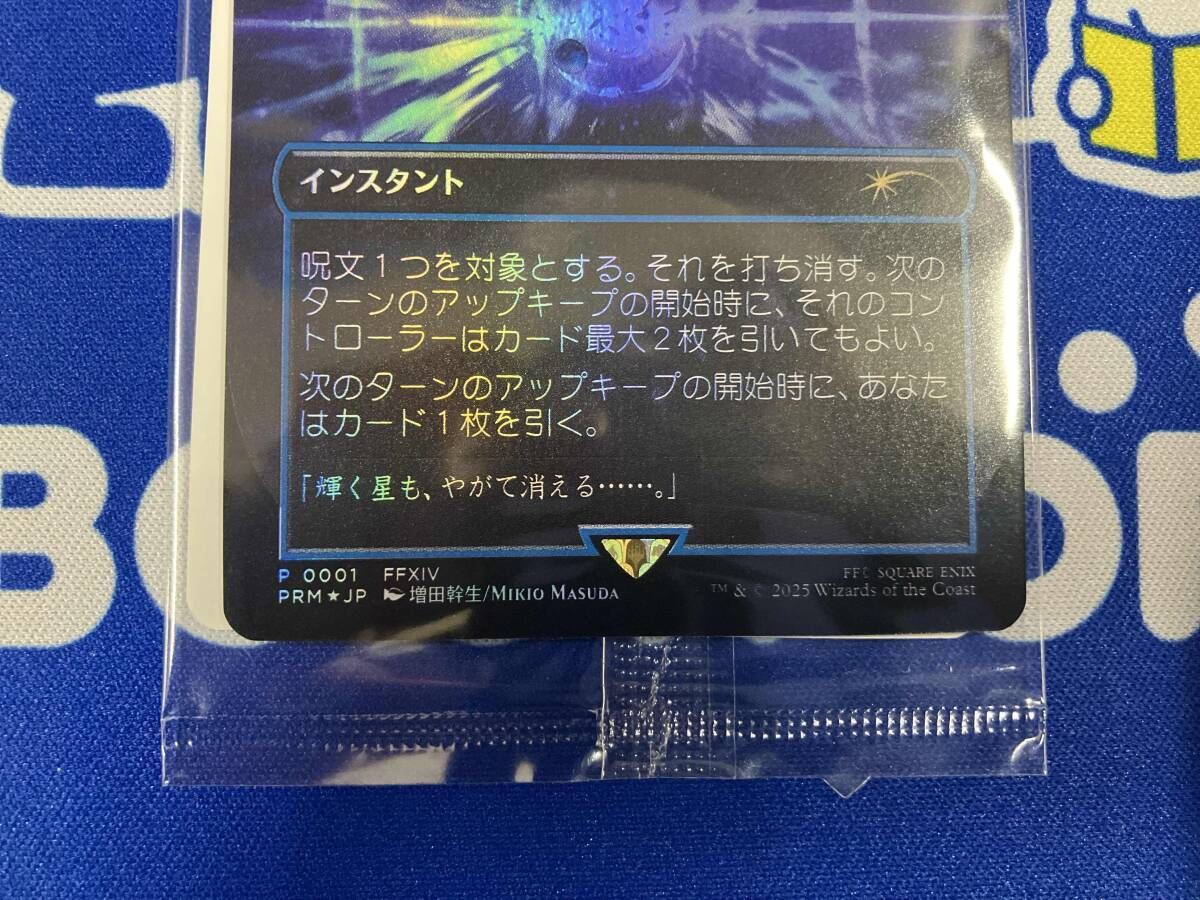 インスタント
呪文1つを対象とする。それを打ち消す。次の
ターンのアップキープの開始時に、それのコン
トローラーはカード最大2枚を引いてもよい。
次のターンのアップキープの開始時に、あなた
はカード1枚を引く。
「輝く星も、やがて消える……。」
P 0001 FFXIV
PRM★JP 増田幹生/MIKIO MASUDA
FF: SQUARE ENIX
™ & © 2025 Wizards of the Coast